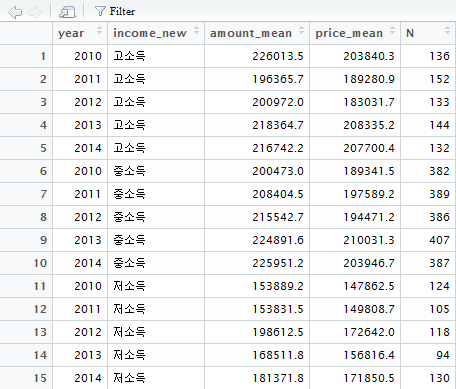 Filter
year income_new amount_mean price_mean N
1 2010 고소득 226013.5 203840.3 136
2 2011 고소득 196365.7 189280.9 152
3 2012 고소득 200972.0 183031.7 133
4 2013 고소득 218364.7 208335.2 144
5 2014 고소득 216742.2 207700.4 132
6 2010 중소득 200473.0 189341.5 382
7 2011 중소득 208404.5 197589.2 389
8 2012 중소득 215542.7 194471.2 386
9 2013 중소득 224891.6 210031.3 407
10 2014 중소득 225951.2 203946.7 387
11 2010 저소득 153889.2 147862.5 124
12 2011 저소득 153831.5 149808.7 105
13 2012 저소득 198612.5 172642.0 118
14 2013 저소득 168511.8 156816.4 94
15 2014 저소득 181371.8 171850.5 130